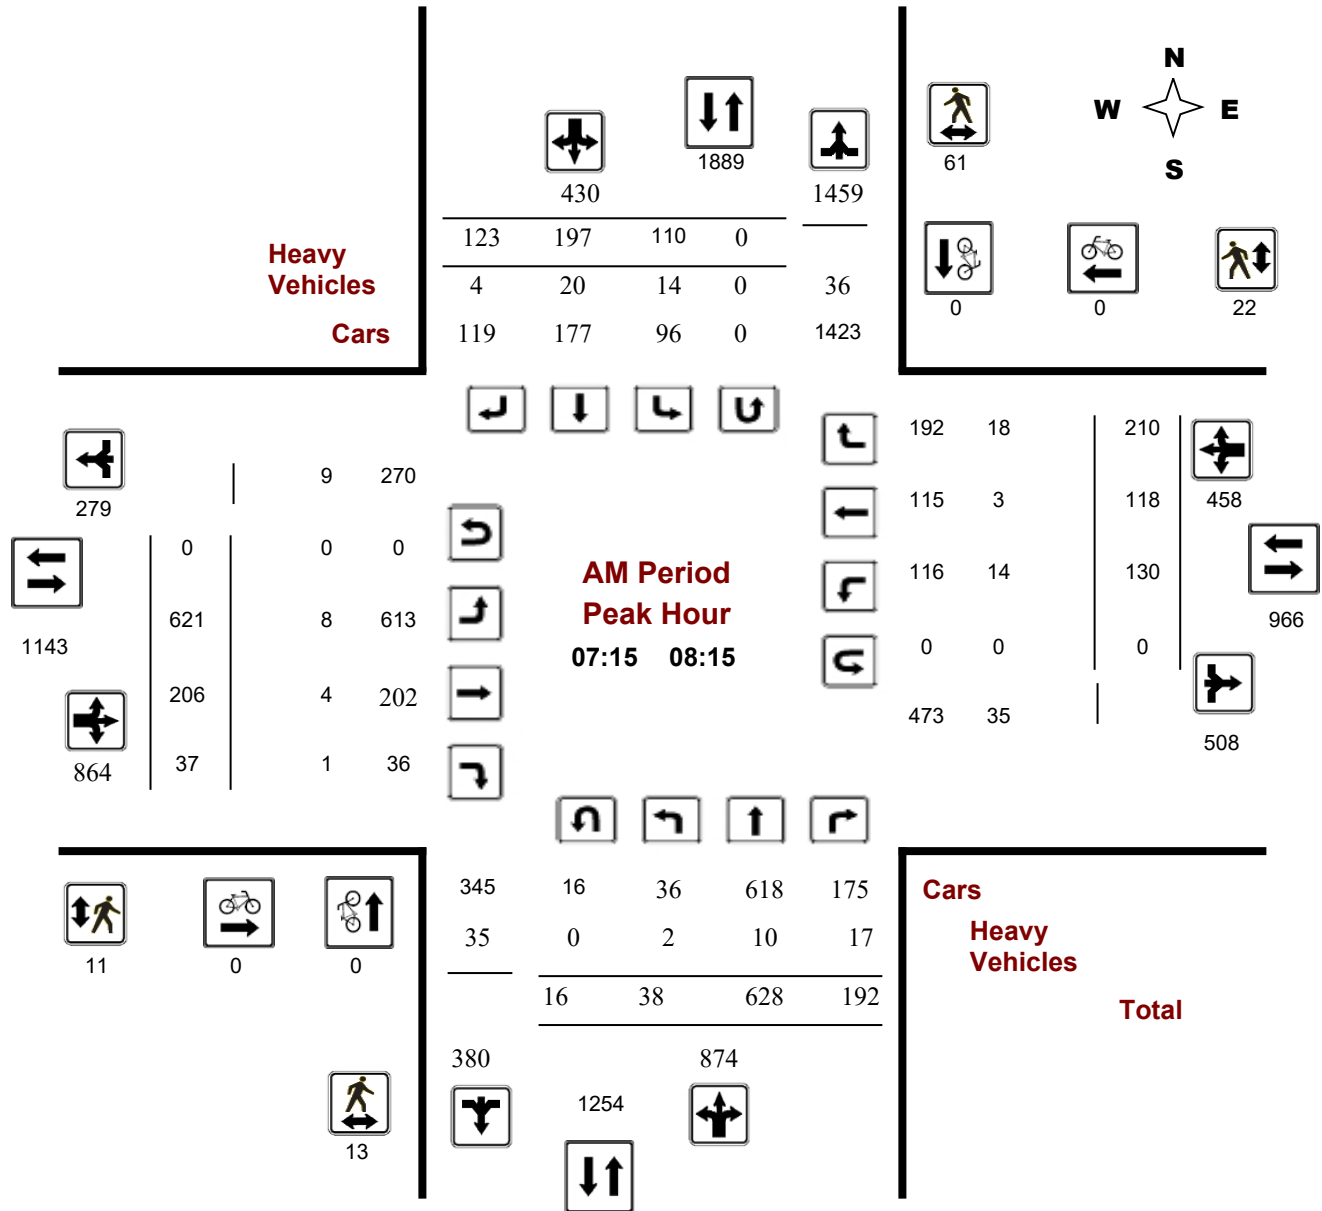 N
W E
S
1889
61
430 1459
123 197 110 0
Heavy
Vehicles 4 20 14 0 36
Cars 119 177 96 0 1423
0 0 22
192 18 210
9 270
279
115 3 118 458
0 0 0
AM Period
116 14 130
Peak Hour
621 8 613
966
1143
07:15 08:15
0 0 0
206 4 202
473 35
508
864 37 1 36
345 16 36 618 175 Cars
35 0 2 10 17 Heavy
Vehicles
11 0 0
16 38 628 192 Total
380 874
1254
13